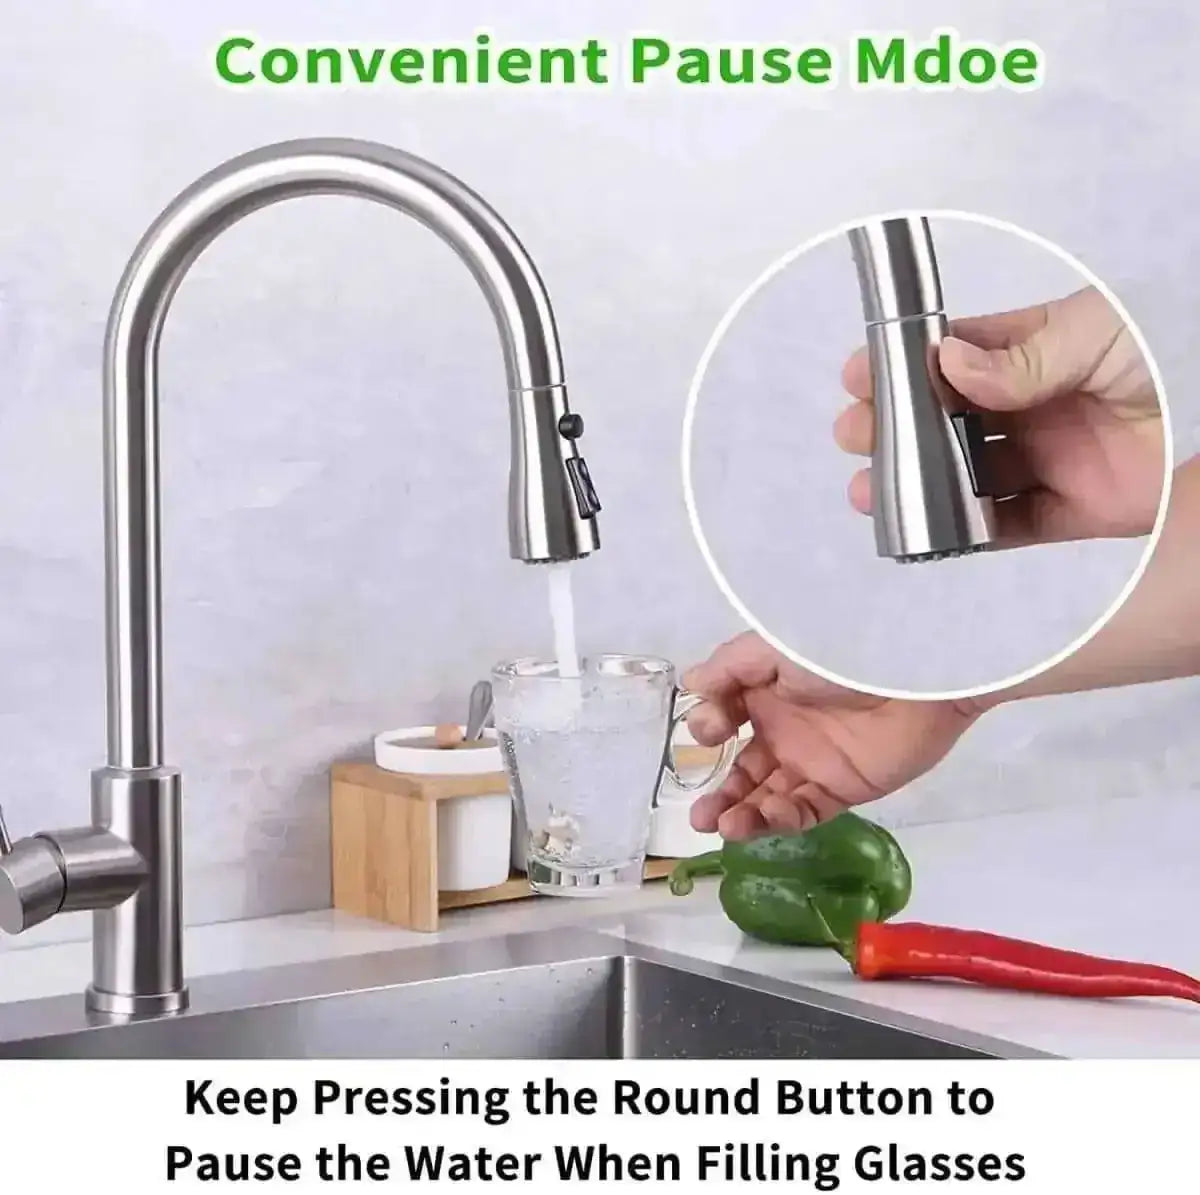 Convenient Pause Mdoe
Keep Pressing the Round Button to
Pause the Water When Filling Glasses